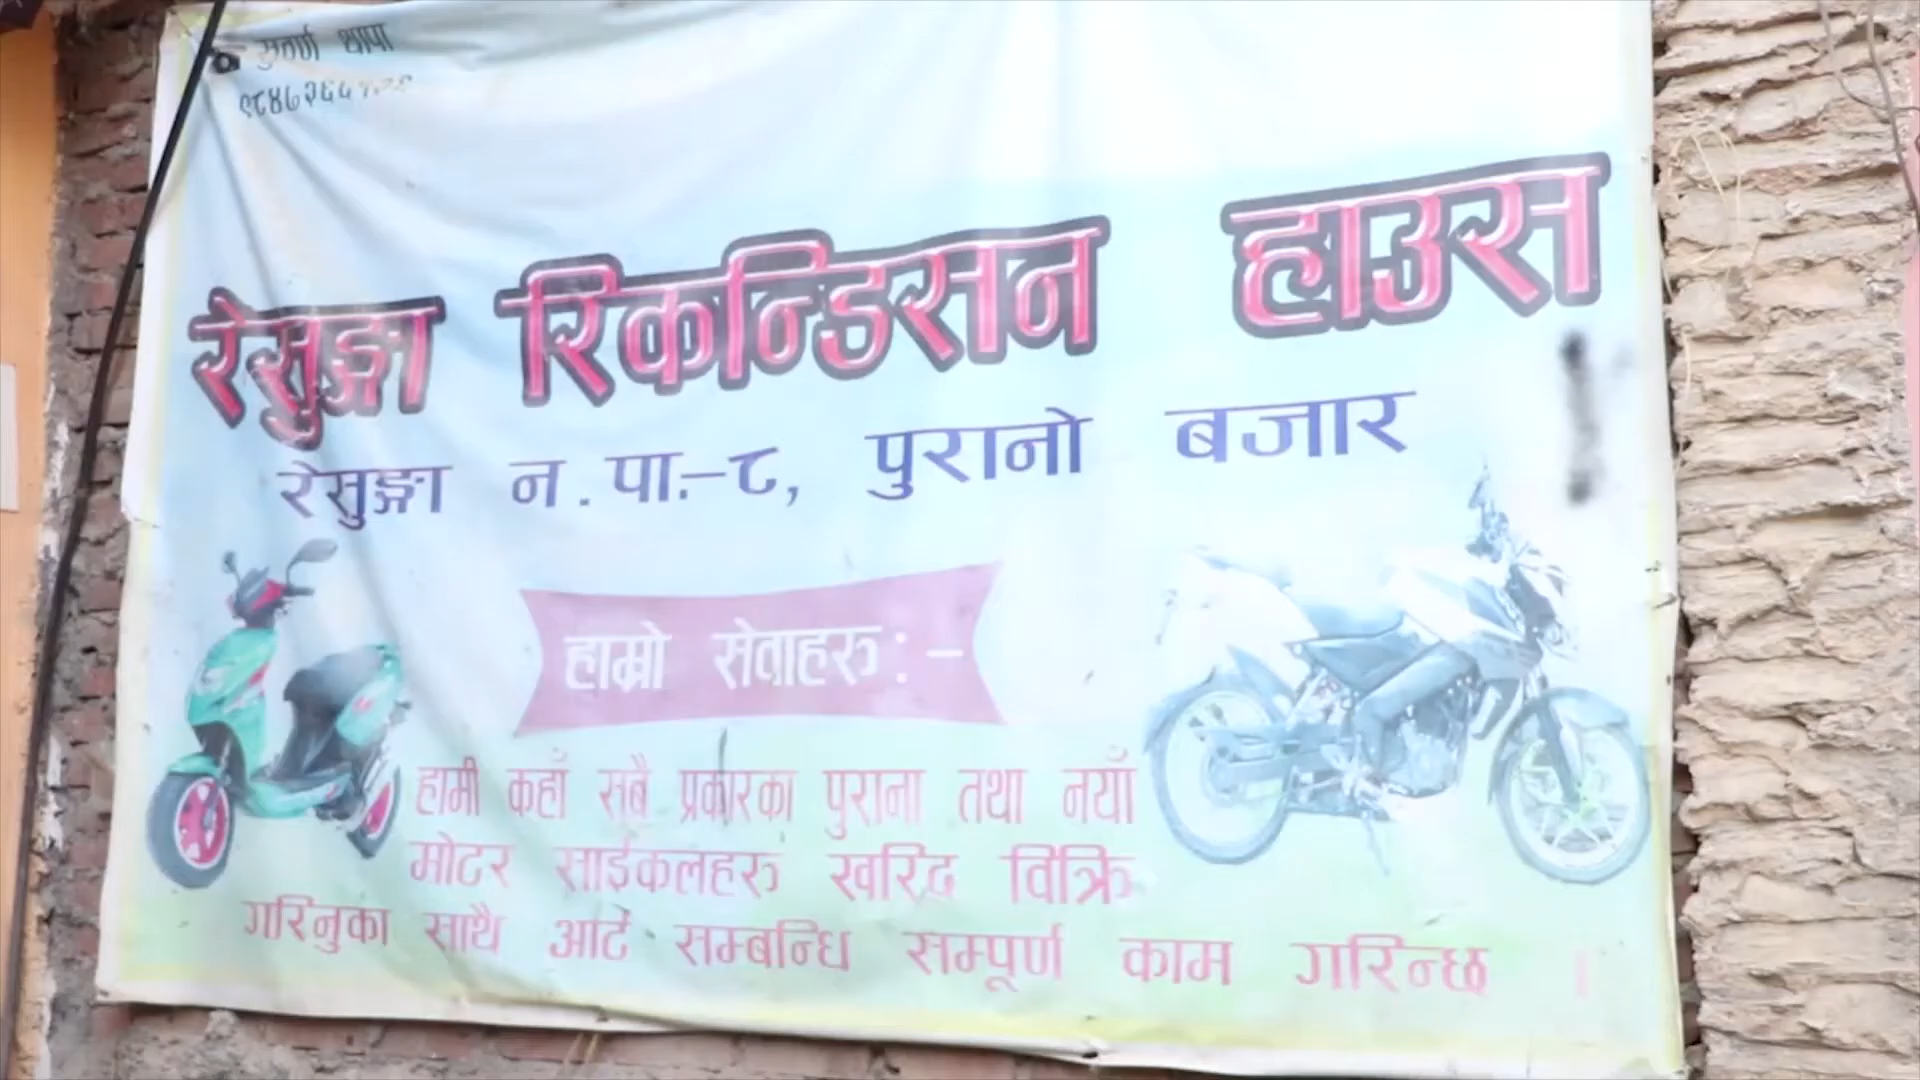 थापा
रेसुङ्गा रिकन्डिसन हाउस
रेसुङ्गा न.पा.–८, पुरानो बजार
हाम्रो सेवाहरु :–
हामी कहाँ सबै प्रकारका पुराना तथा नयाँ
मोटर साईकलहरु खरिद विक्रि
गरिनुका साथै आर्ट सम्बन्धि सम्पूर्ण काम गरिन्छ ।